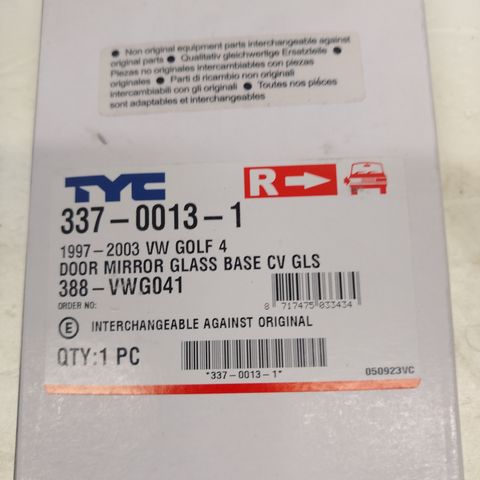 ● Non original equipment parts interchangeable against
original parts ● Qualitativ gleichwertige Ersatzteile ●
Piezas no originales intercambiables con piezas
originales ● Parti di ricambio non originali
intercambiabili con gli originali ● Toutes nos pièces
sont adaptables et interchangeables
TYC
R
337-0013-1
1997-2003 VW GOLF 4
DOOR MIRROR GLASS BASE CV GLS
388-VWG041
ORDER NO:
8 717475 033434
E INTERCHANGEABLE AGAINST ORIGINAL
QTY:1 PC
*337-0013-1*
050923VC